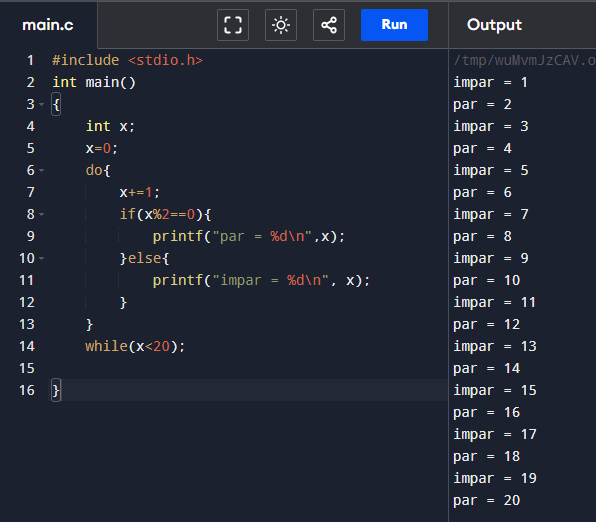 main.c
Run
Output
1 #include <stdio.h>
2 int main()
3 {
4 int x;
5 x=0;
6 do{
7 x+=1;
8 if(x%2==0){
9 printf("par = %d\n",x);
10 }else{
11 printf("impar = %d\n", x);
12 }
13 }
14 while(x<20);
15
16 }
/tmp/wuMvmJzCAV.o
impar = 1
par = 2
impar = 3
par = 4
impar = 5
par = 6
impar = 7
par = 8
impar = 9
par = 10
impar = 11
par = 12
impar = 13
par = 14
impar = 15
par = 16
impar = 17
par = 18
impar = 19
par = 20